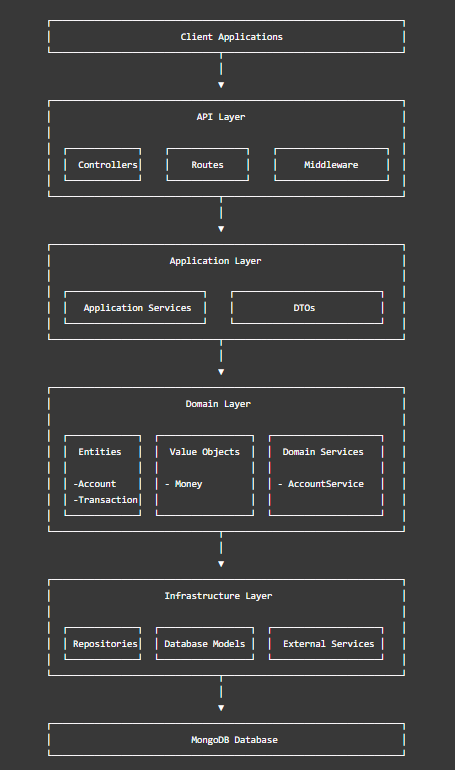 Client Applications
API Layer
Controllers Routes Middleware
Application Layer
Application Services DTOs
Domain Layer
Entities Value Objects Domain Services
-Account - Money - AccountService
-Transaction
Infrastructure Layer
Repositories Database Models External Services
MongoDB Database